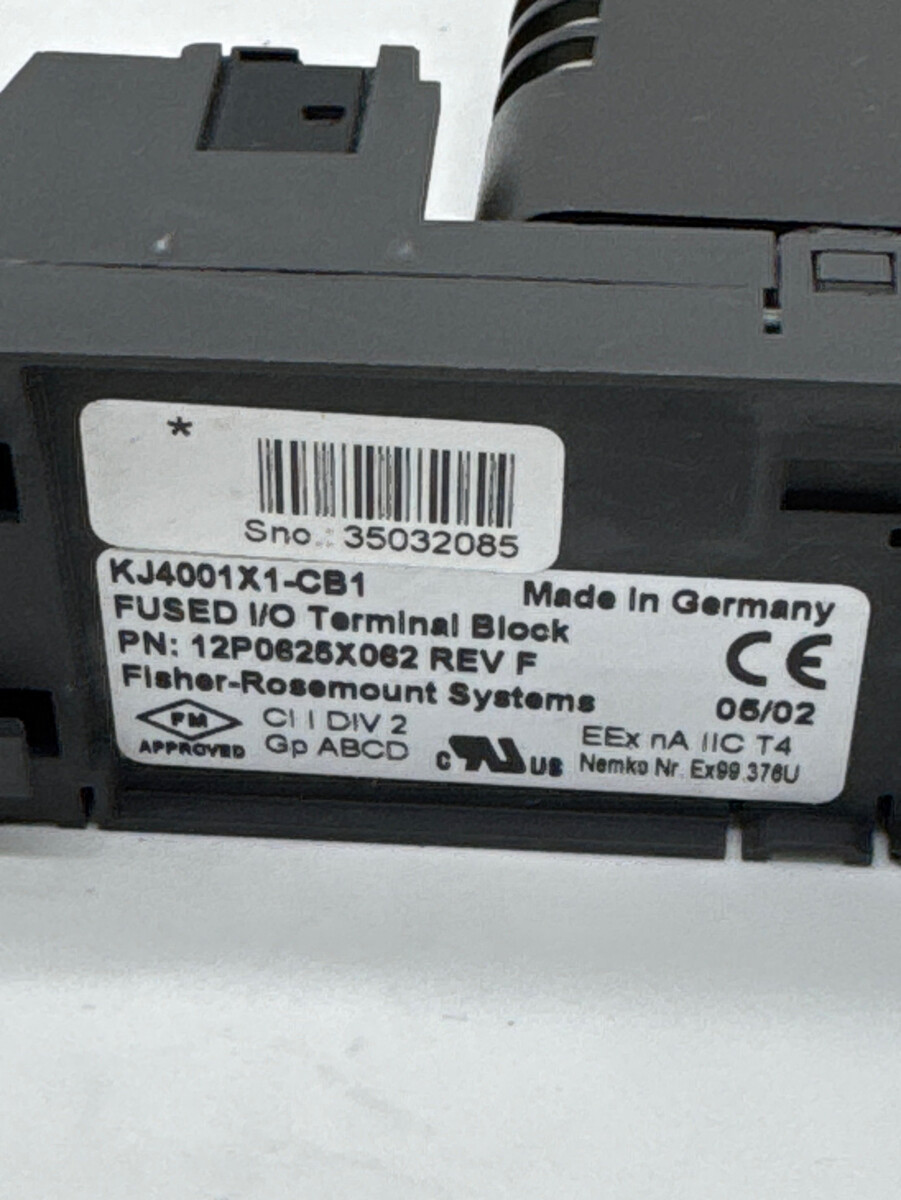 *
Sno.: 35032085
KJ4001X1-CB1
Made In Germany
FUSED I/O Terminal Block
PN: 12P0625X062 REV F
Fisher-Rosemount Systems
CE
05/02
FM
APPROVED
Cl I DIV 2
Gp ABCD
c UR US
EEx nA IIC T4
Nemko Nr. Ex99.376U